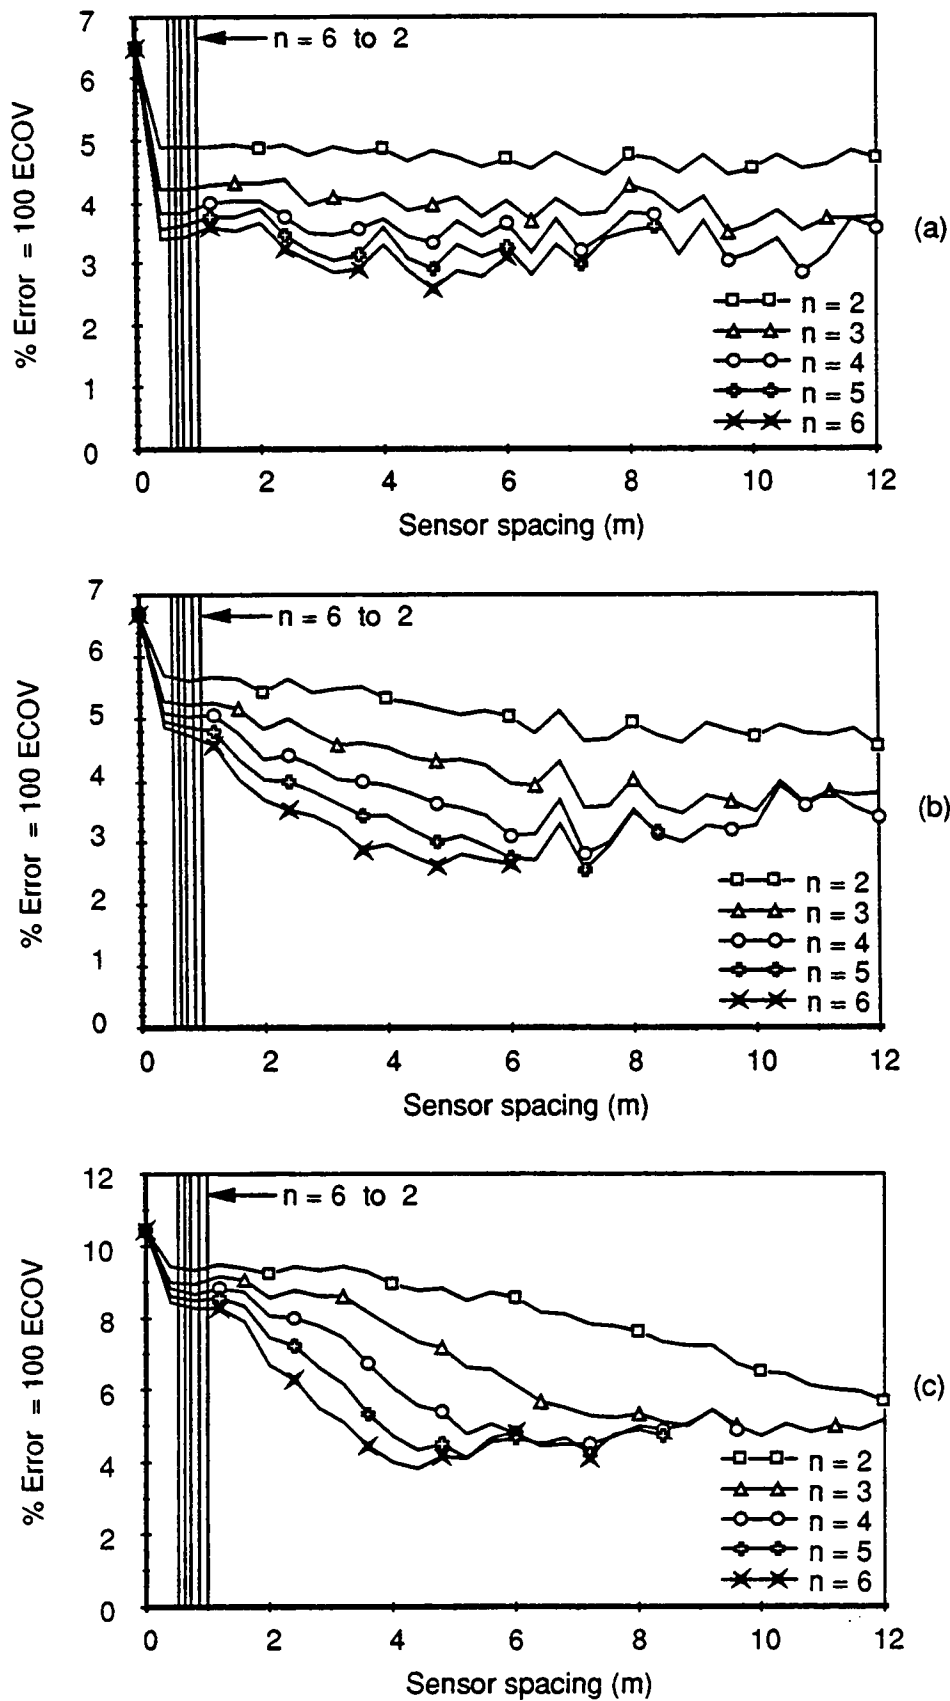 7
6
5
4
3
2
1
0
% Error = 100 ECOV
n = 6 to 2
(a)
n = 2
n = 3
n = 4
n = 5
n = 6
0 2 4 6 8 10 12
Sensor spacing (m)
7
6
5
4
3
2
1
0
% Error = 100 ECOV
n = 6 to 2
(b)
n = 2
n = 3
n = 4
n = 5
n = 6
0 2 4 6 8 10 12
Sensor spacing (m)
12
10
8
6
4
2
0
% Error = 100 ECOV
n = 6 to 2
(c)
n = 2
n = 3
n = 4
n = 5
n = 6
0 2 4 6 8 10 12
Sensor spacing (m)